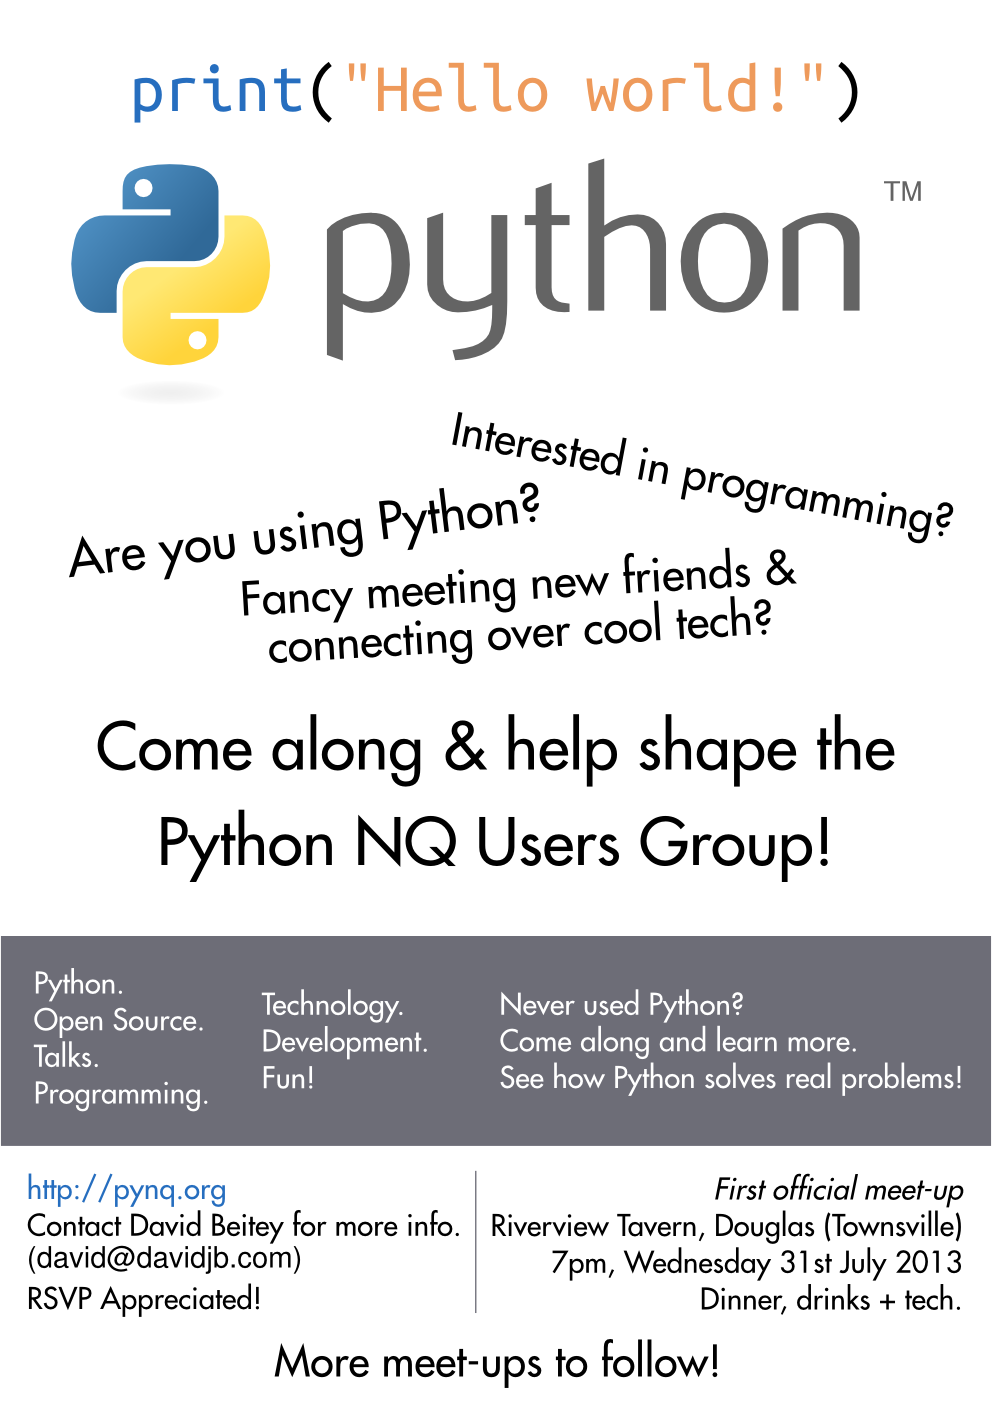 print("Hello world!")
python TM
Interested in programming?
Are you using Python?
Fancy meeting new friends &
connecting over cool tech?
Come along & help shape the
Python NQ Users Group!
Python.
Open Source.
Talks.
Programming.
Technology.
Development.
Fun!
Never used Python?
Come along and learn more.
See how Python solves real problems!
http://pynq.org
Contact David Beitey for more info.
(david@davidjb.com)
RSVP Appreciated!
First official meet-up
Riverview Tavern, Douglas (Townsville)
7pm, Wednesday 31st July 2013
Dinner, drinks + tech.
More meet-ups to follow!